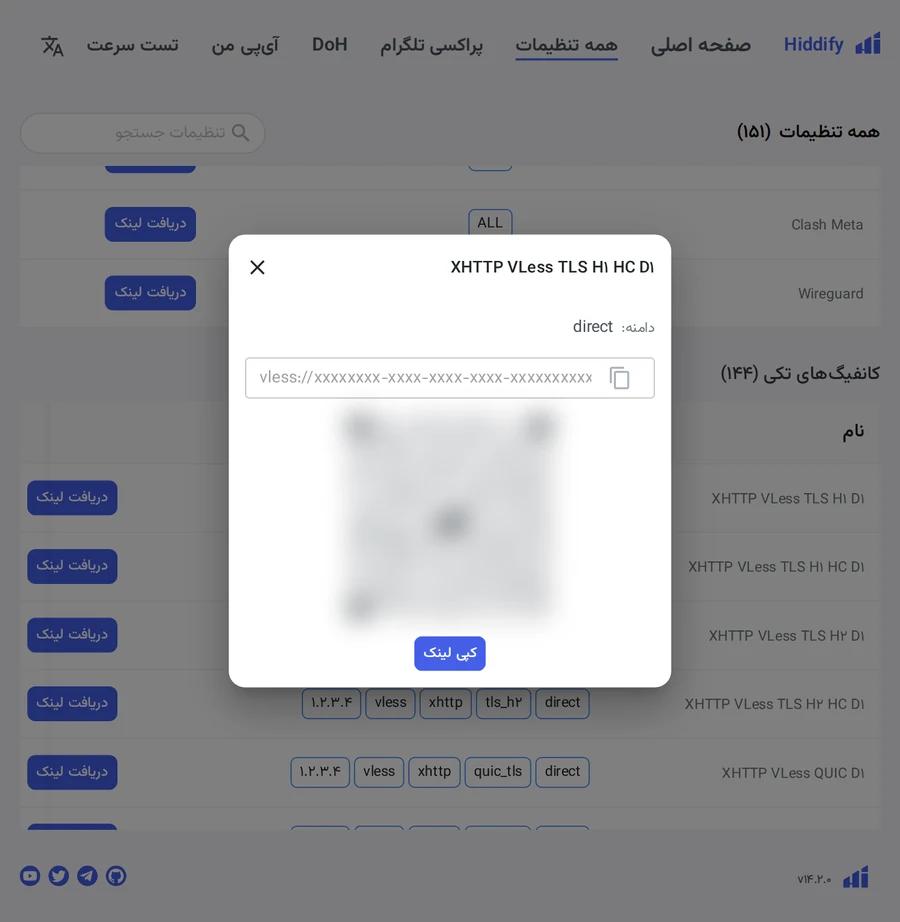 Hiddify
صفحه اصلی
همه تنظیمات
پراکسی تلگرام
DoH
آی‌پی من
تست سرعت
همه تنظیمات (۱۵۱)
تنظیمات جستجو
Clash Meta
ALL
دریافت لینک
Wireguard
دریافت لینک
XHTTP VLess TLS H۱ HC D۱
دامنه: direct
vless://xxxxxxxx-xxxx-xxxx-xxxx-xxxxxxxxxx
کپی لینک
کانفیگ‌های تکی (۱۴۴)
نام
XHTTP VLess TLS H۱ D۱
دریافت لینک
XHTTP VLess TLS H۱ HC D۱
دریافت لینک
XHTTP VLess TLS H۲ D۱
دریافت لینک
XHTTP VLess TLS H۲ HC D۱
direct tls_h۲ xhttp vless ۱.۲.۳.۴
دریافت لینک
XHTTP VLess QUIC D۱
direct quic_tls xhttp vless ۱.۲.۳.۴
دریافت لینک
v۱۴.۲.۰